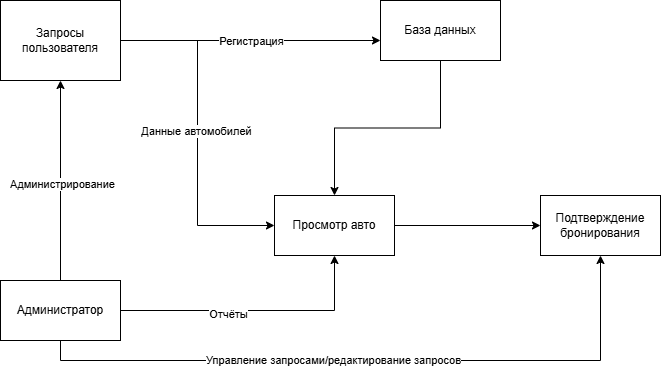 Запросы
пользователя
База данных
Регистрация
Данные автомобилей
Администрирование
Просмотр авто
Подтверждение
бронирования
Администратор
Отчёты
Управление запросами/редактирование запросов